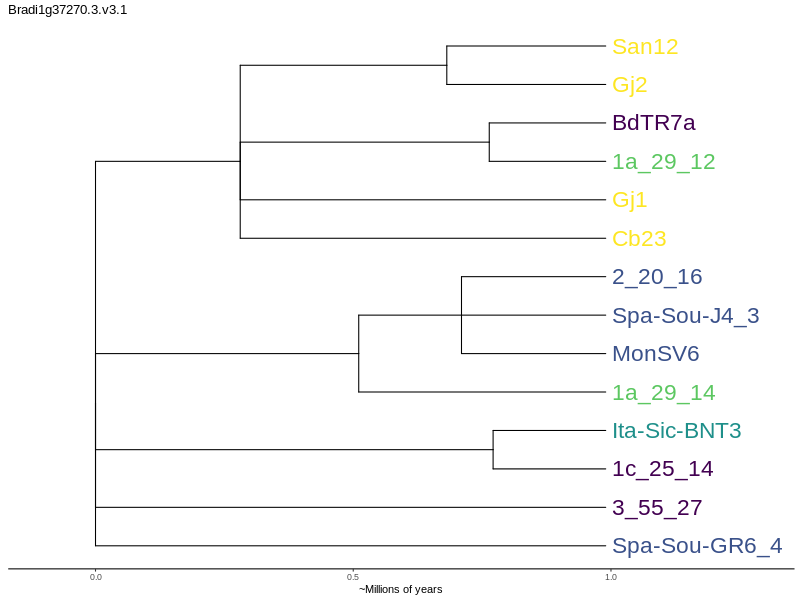 Bradi1g37270.3.v3.1
San12
Gj2
BdTR7a
1a_29_12
Gj1
Cb23
2_20_16
Spa-Sou-J4_3
MonSV6
1a_29_14
Ita-Sic-BNT3
1c_25_14
3_55_27
Spa-Sou-GR6_4
0.0 0.5 1.0
~Millions of years